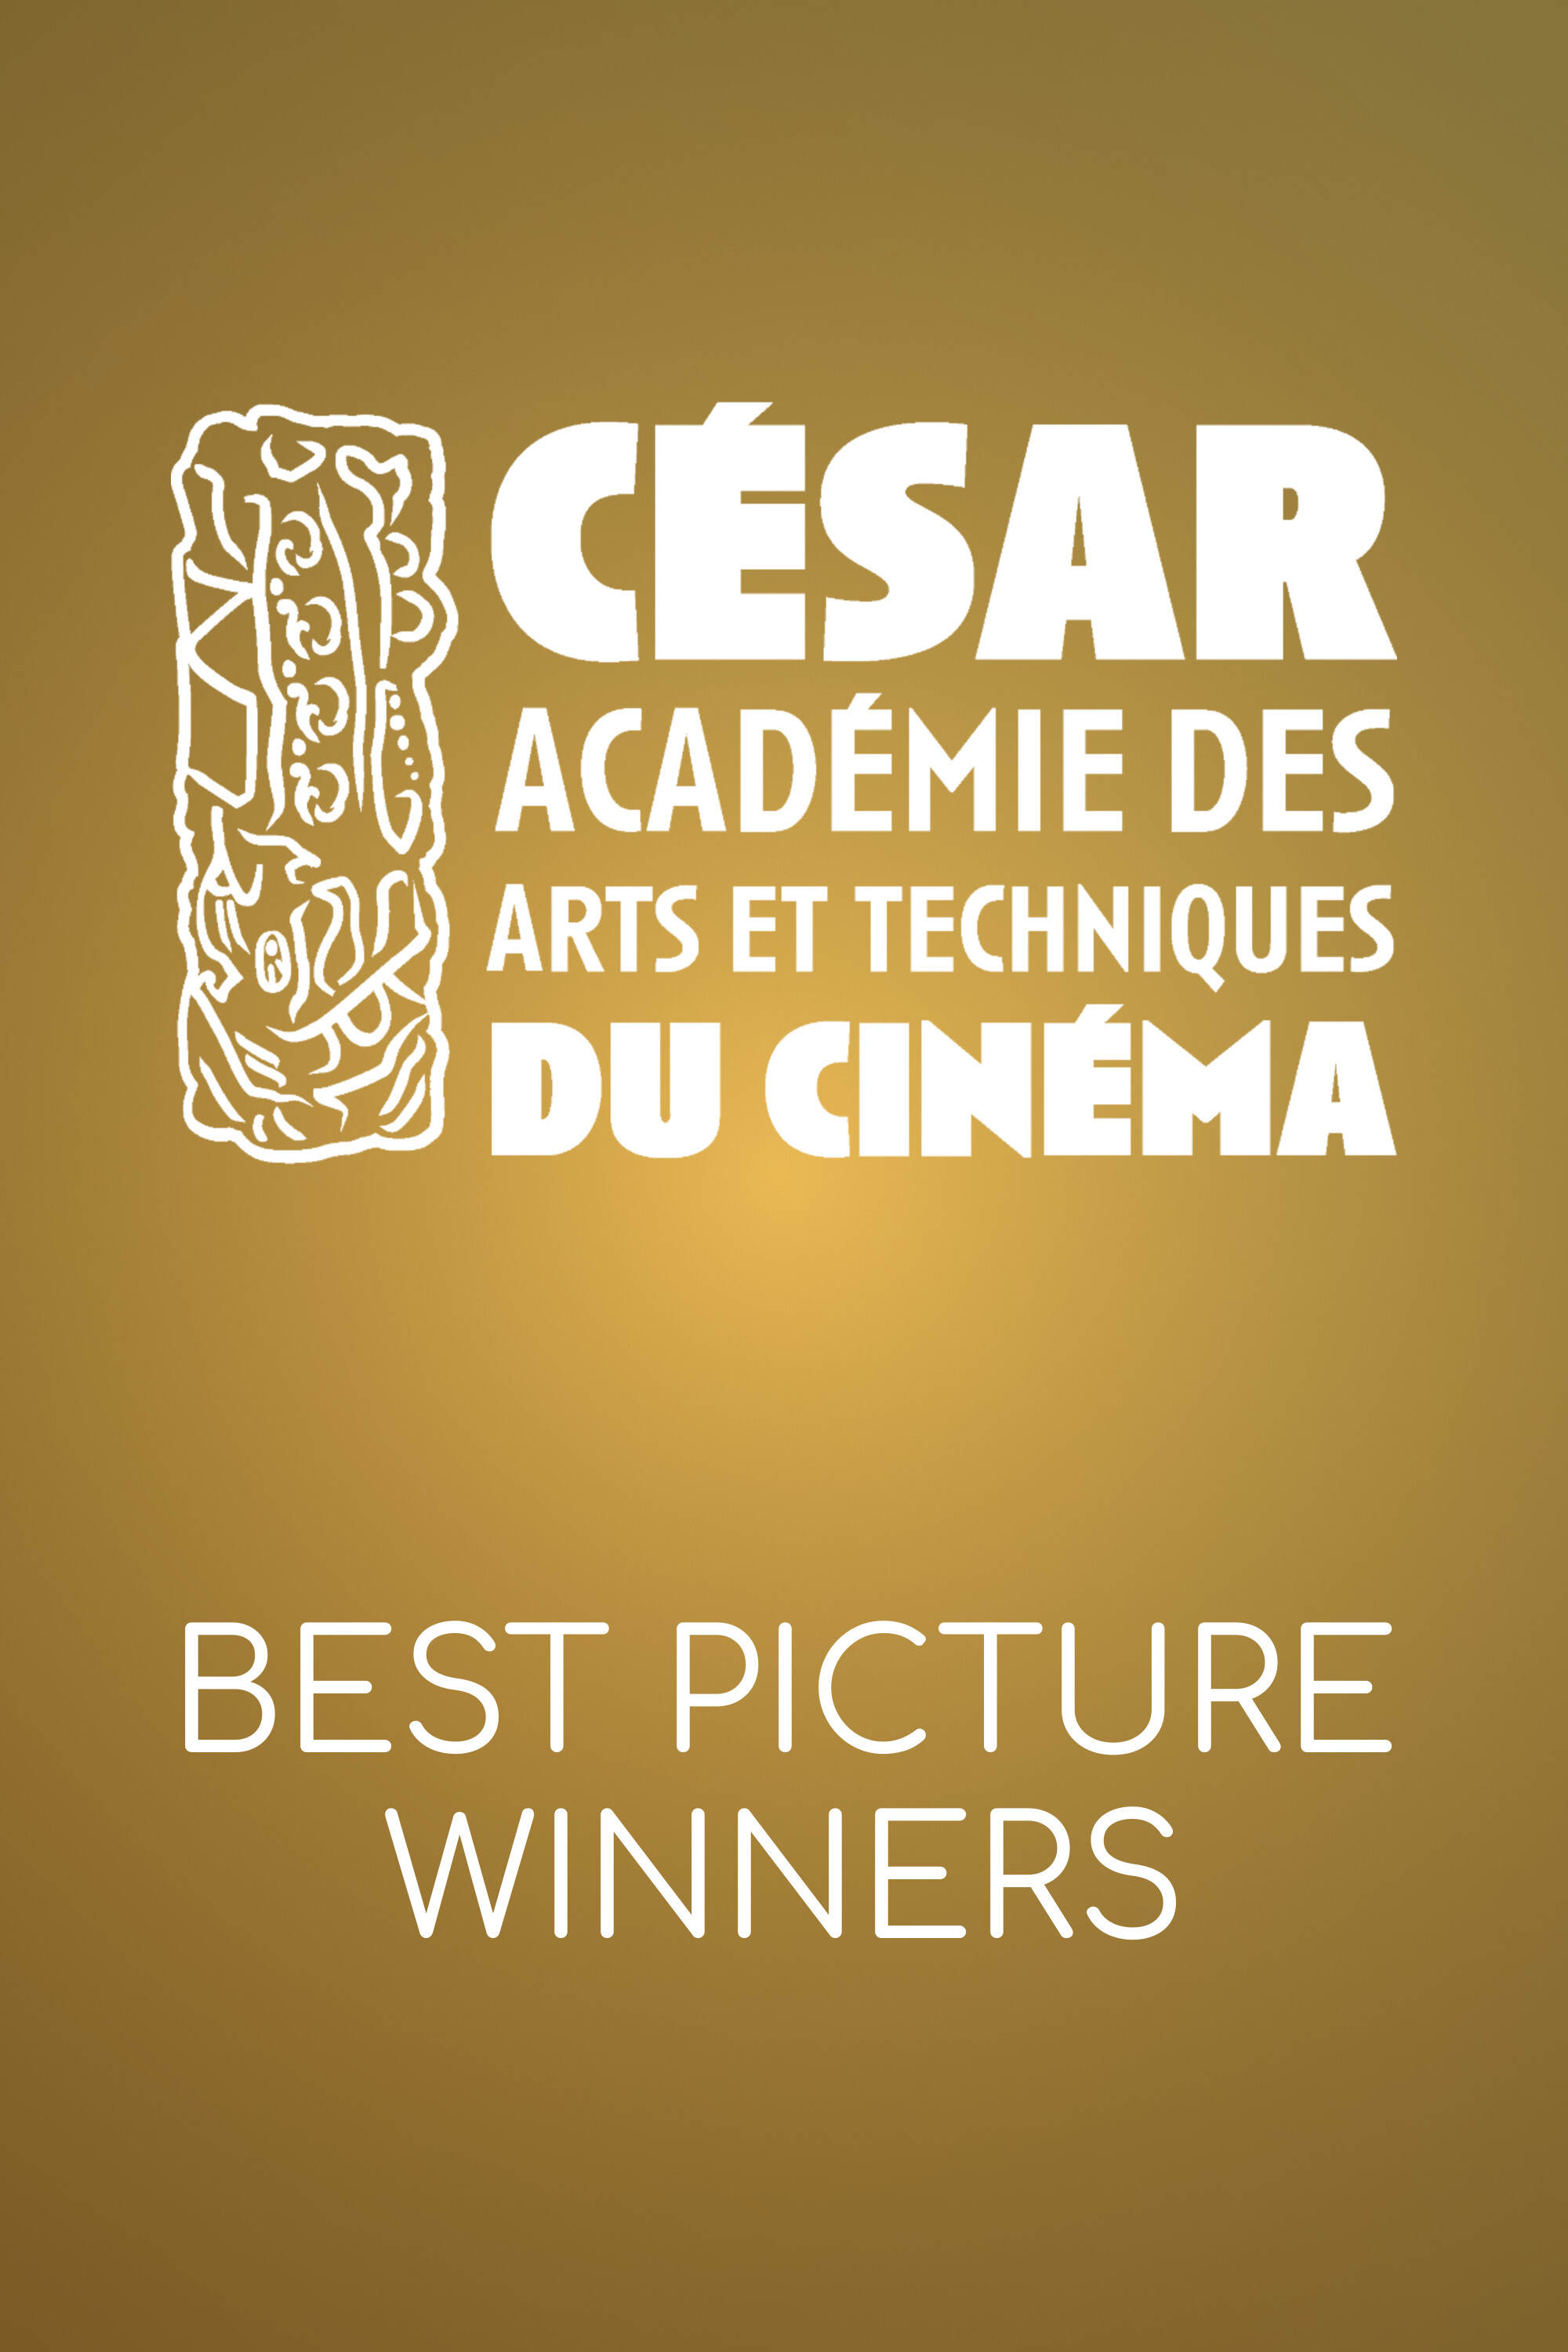 CÉSAR
ACADÉMIE DES
ARTS ET TECHNIQUES
DU CINÉMA
BEST PICTURE
WINNERS